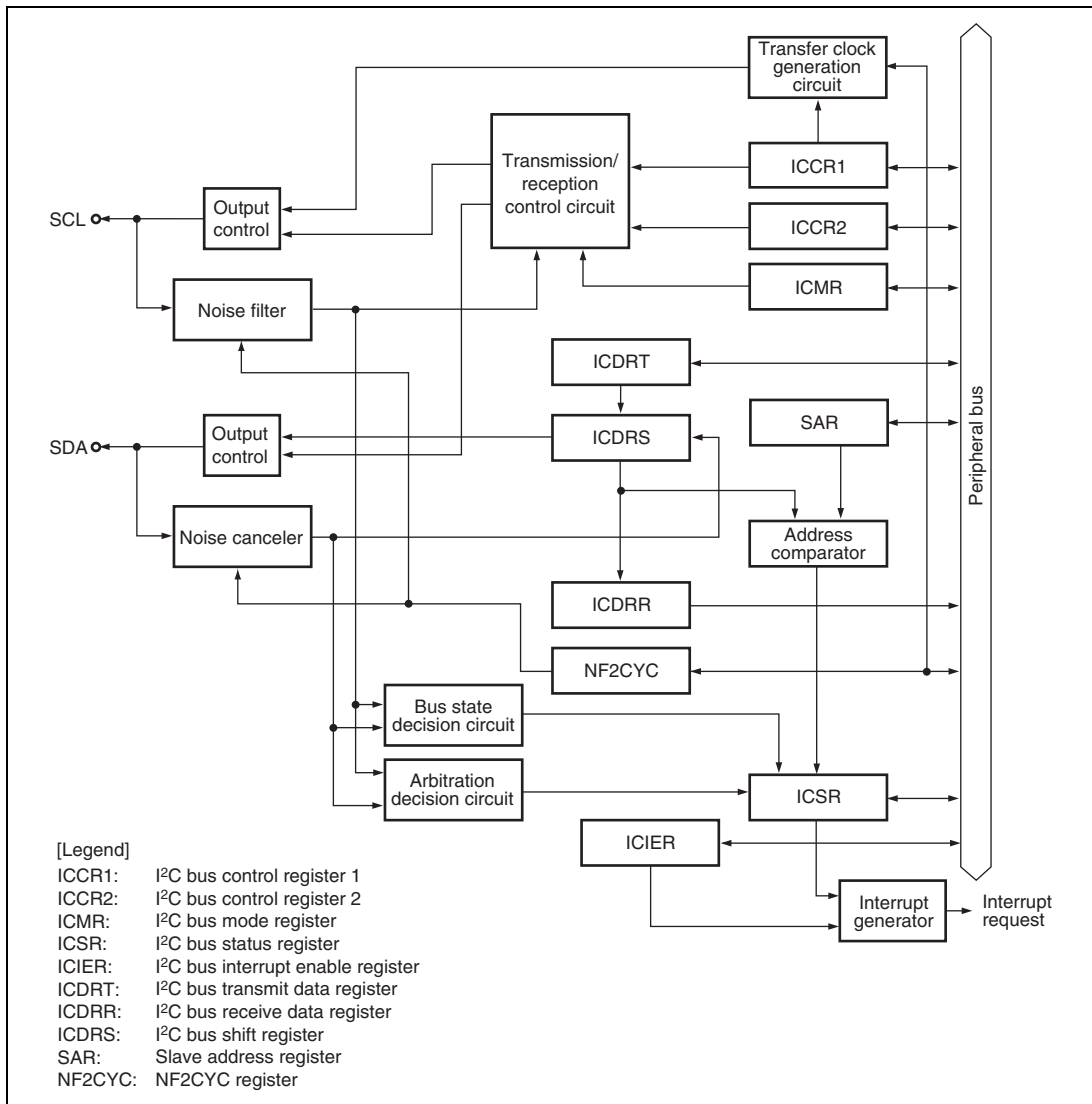 Transfer clock
generation
circuit
Transmission/
reception
control circuit
ICCR1
Output
control
SCL
ICCR2
ICMR
Noise filter
ICDRT
SAR
Output
control
ICDRS
SDA
Peripheral bus
Noise canceler
Address
comparator
ICDRR
NF2CYC
Bus state
decision circuit
Arbitration
decision circuit
ICSR
ICIER
Interrupt
generator
Interrupt
request
[Legend]
ICCR1: I²C bus control register 1
ICCR2: I²C bus control register 2
ICMR: I²C bus mode register
ICSR: I²C bus status register
ICIER: I²C bus interrupt enable register
ICDRT: I²C bus transmit data register
ICDRR: I²C bus receive data register
ICDRS: I²C bus shift register
SAR: Slave address register
NF2CYC: NF2CYC register